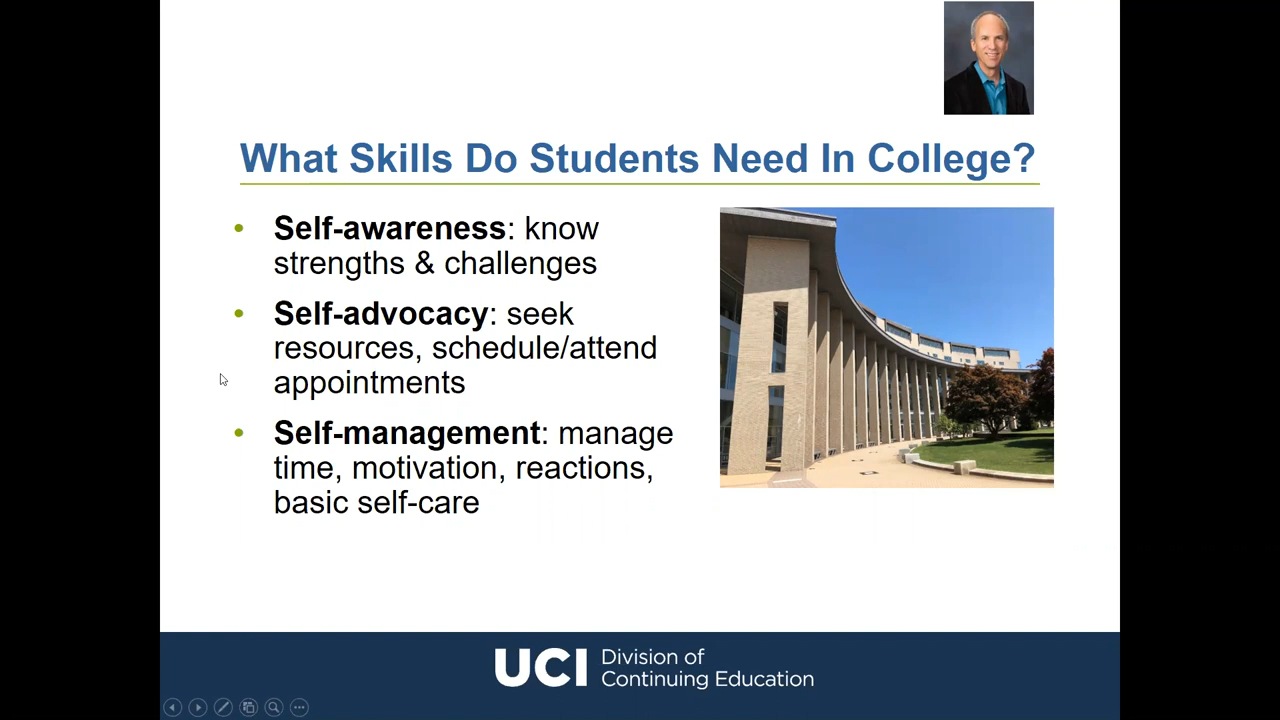 What Skills Do Students Need In College?
• Self-awareness: know
strengths & challenges
• Self-advocacy: seek
resources, schedule/attend
appointments
• Self-management: manage
time, motivation, reactions,
basic self-care
UCI
Division of
Continuing Education